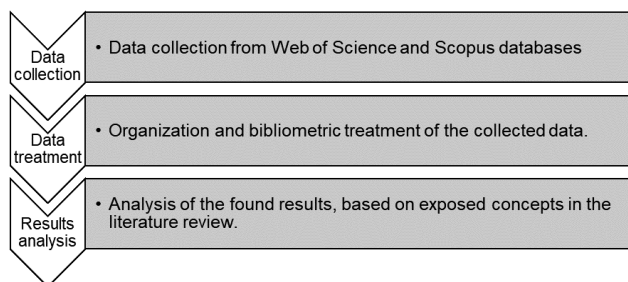 Data
collection
• Data collection from Web of Science and Scopus databases
Data
treatment
• Organization and bibliometric treatment of the collected data.
Results
analysis
• Analysis of the found results, based on exposed concepts in the
literature review.